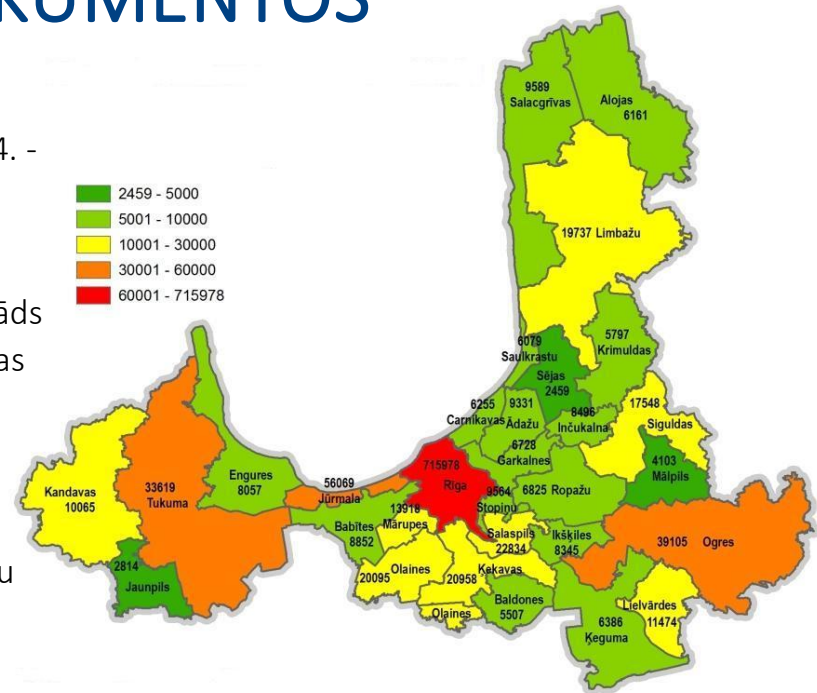 KUMENTOS
4. -
2459 - 5000
5001 - 10000
10001 - 30000
30001 - 60000
60001 - 715978
āds
as
u
9589
Salacgrīvas
Alojas
6161
19737 Limbažu
6079
Saulkrastu
5797
Krimuldas
Sējas
2459
6255
Carnikavas
9331
Ādažu
8496
Inčukalna
17548
Siguldas
6728
Garkalnes
4103
Mālpils
715978
Rīga
9564
Stopiņu
6825 Ropažu
56069
Jūrmala
Engures
8057
33619
Tukuma
Kandavas
10065
13918
Mārupes
Babītes
8852
Salaspils
22834
Ikšķiles
8345
39105 Ogres
2814
Jaunpils
Olaines
20095
20958
Ķekavas
Olaines
Baldones
5507
Lielvārdes
11474
6386
Ķeguma